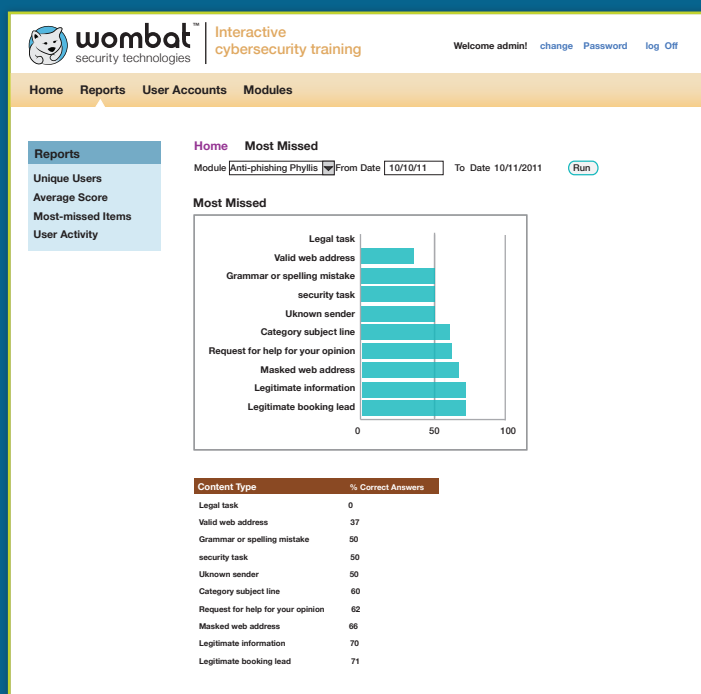 wombat™
security technologies
Interactive
cybersecurity training
Welcome admin! change Password log Off
Home Reports User Accounts Modules
Reports
Unique Users
Average Score
Most-missed Items
User Activity
Home Most Missed
Module Anti-phishing Phyllis From Date 10/10/11 To Date 10/11/2011 Run
Most Missed
Legal task
Valid web address
Grammar or spelling mistake
security task
Uknown sender
Category subject line
Request for help for your opinion
Masked web address
Legitimate information
Legitimate booking lead
0 50 100
Content Type % Correct Answers
Legal task 0
Valid web address 37
Grammar or spelling mistake 50
security task 50
Uknown sender 50
Category subject line 60
Request for help for your opinion 62
Masked web address 66
Legitimate information 70
Legitimate booking lead 71